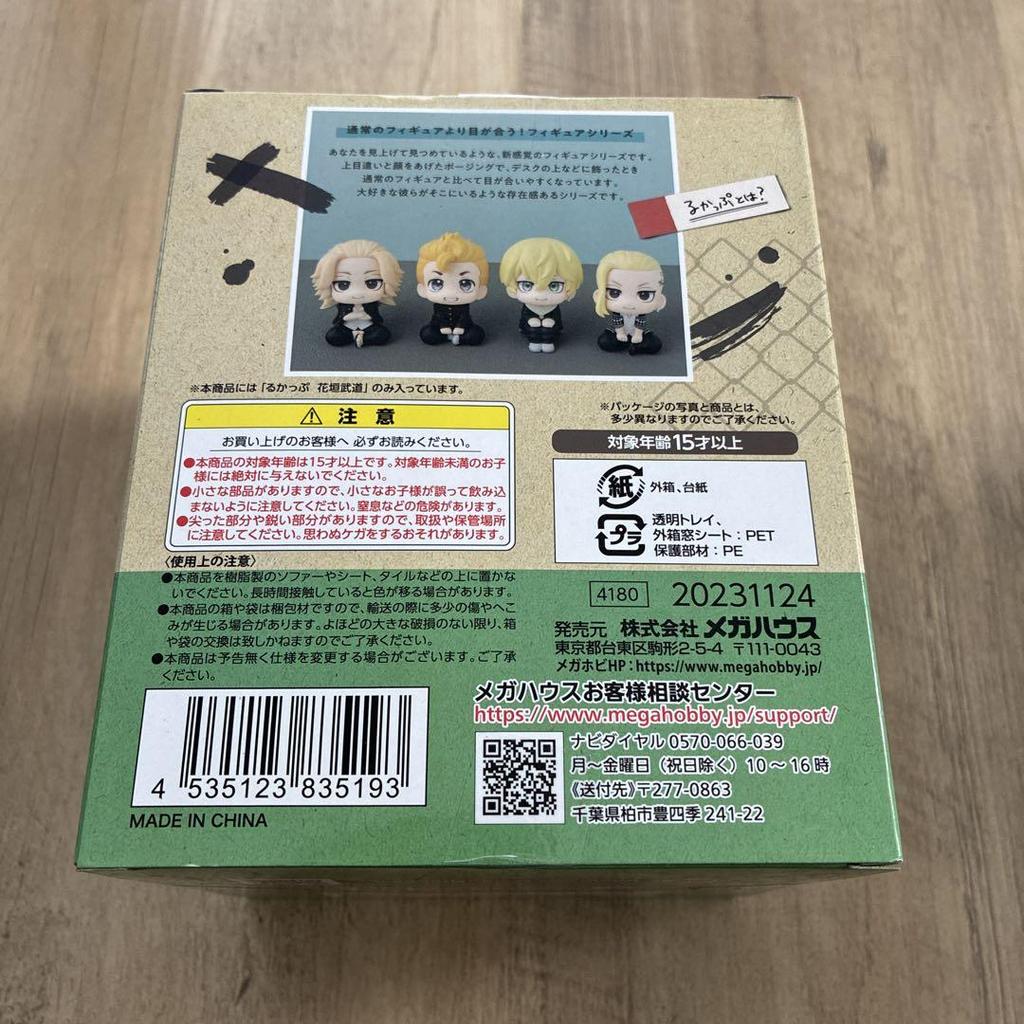 通常のフィギュアより目が合う！フィギュアシリーズ
あなたを見上げて見つめているような、新感覚のフィギュアシリーズです。
上目遣いと顔をあげたポージングで、デスクの上などに飾ったとき
通常のフィギュアと比べて目が合いやすくなっています。
大好きな彼らがそこにいるような存在感あるシリーズです。
るかっぷとは？
※本商品には「るかっぷ 花垣武道」のみ入っています。
※パッケージの写真と商品とは、
多少異なりますのでご了承ください。
注意
お買い上げのお客様へ 必ずお読みください。
●本商品の対象年齢は15才以上です。対象年齢未満のお子
様には絶対に与えないでください。
●小さな部品がありますので、小さなお子様が誤って飲み込
まないように注意してください。窒息などの危険があります。
●尖った部分や鋭い部分がありますので、取扱や保管場所
に注意してください。思わぬケガをするおそれがあります。
対象年齢15才以上
紙 外箱、台紙
プラ 透明トレイ、
外箱窓シート：PET
保護部材：PE
〈使用上の注意〉
●本商品を樹脂製のソファーやシート、タイルなどの上に置かな
いでください。長時間接触していると色が移る場合があります。
●本商品の箱や袋は梱包材ですので、輸送の際に多少の傷やへこ
みが生じる場合があります。よほどの大きな破損のない限り、箱
や袋の交換は致しかねますのでご了承ください。
●本商品は予告無く仕様を変更する場合がございます。ご了承
ください。
4180 20231124
発売元 株式会社メガハウス
東京都台東区駒形2-5-4 〒111-0043
メガホビHP：https://www.megahobby.jp/
メガハウスお客様相談センター
https://www.megahobby.jp/support/
ナビダイヤル 0570-066-039
月～金曜日（祝日除く）10～16時
《送付先》〒277-0863
千葉県柏市豊四季241-22
4 535123 835193
MADE IN CHINA